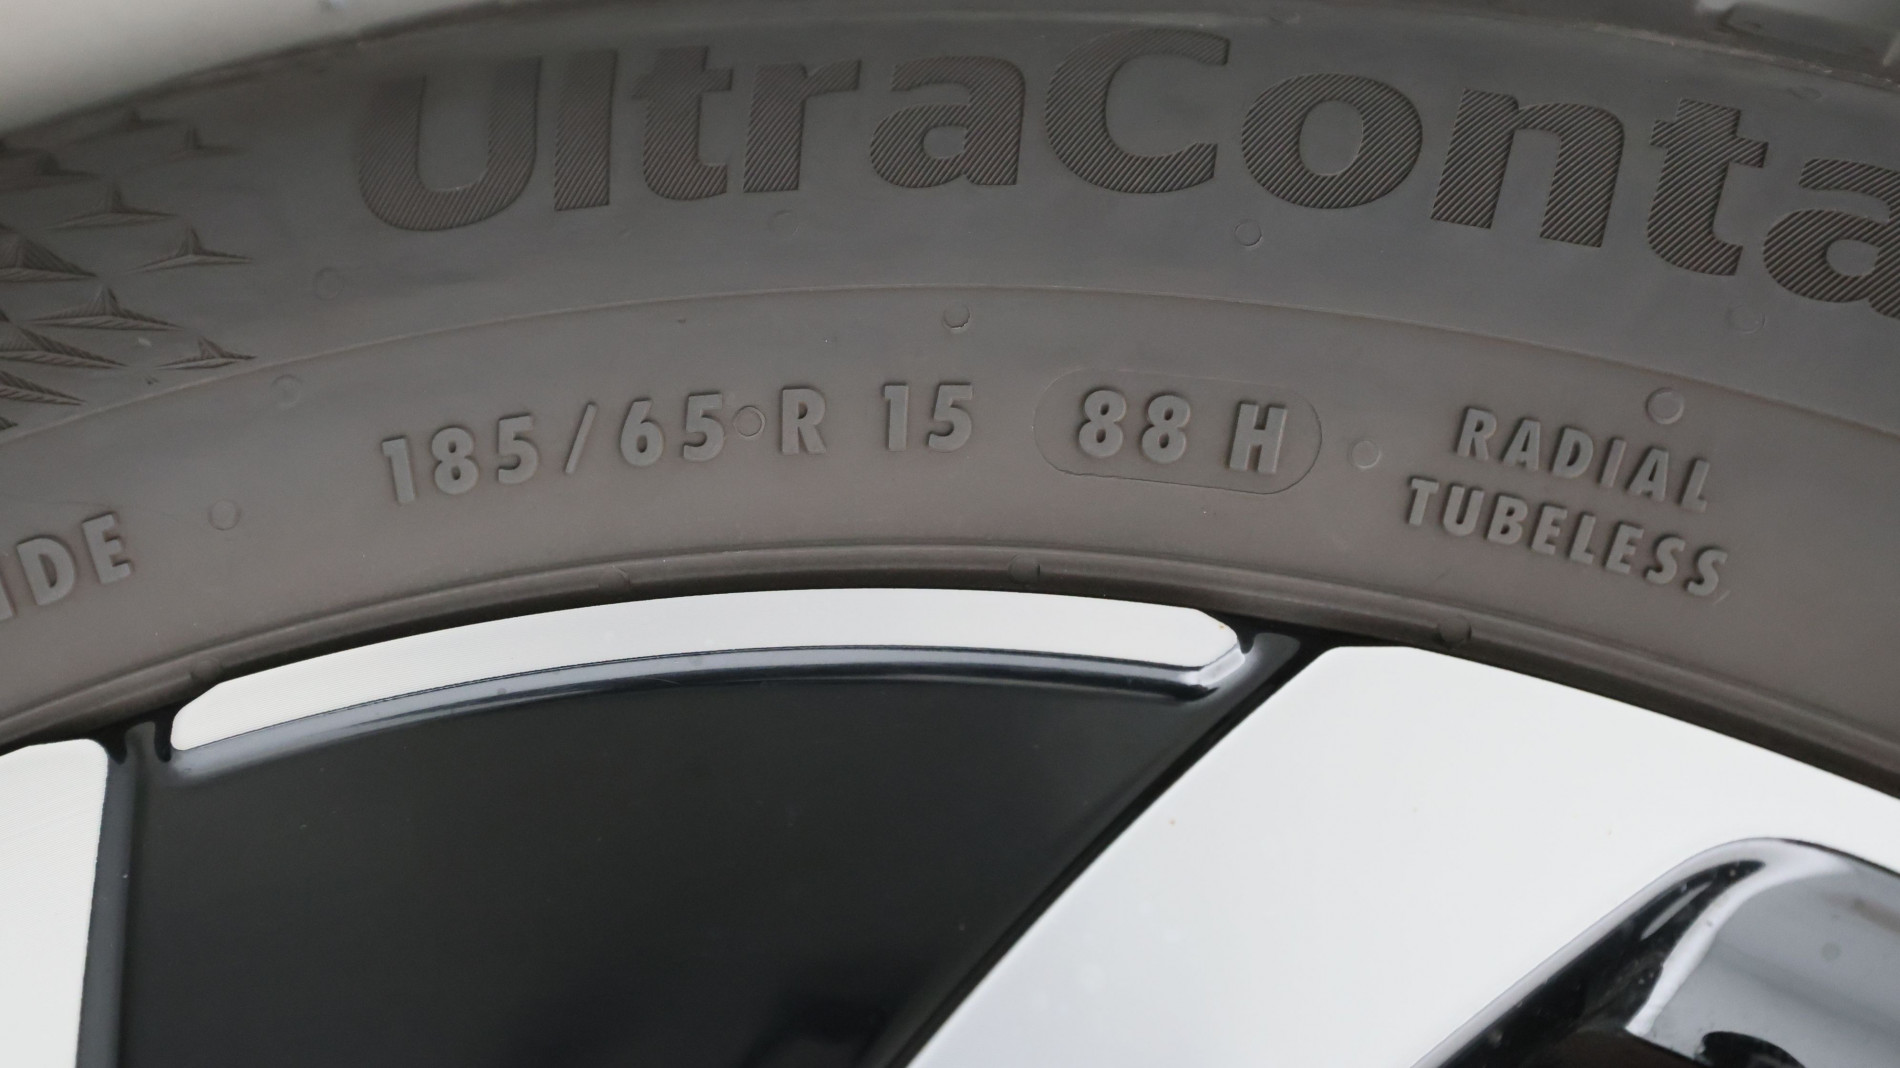 UltraConta
IDE
185/65 R 15 88 H
RADIAL
TUBELESS